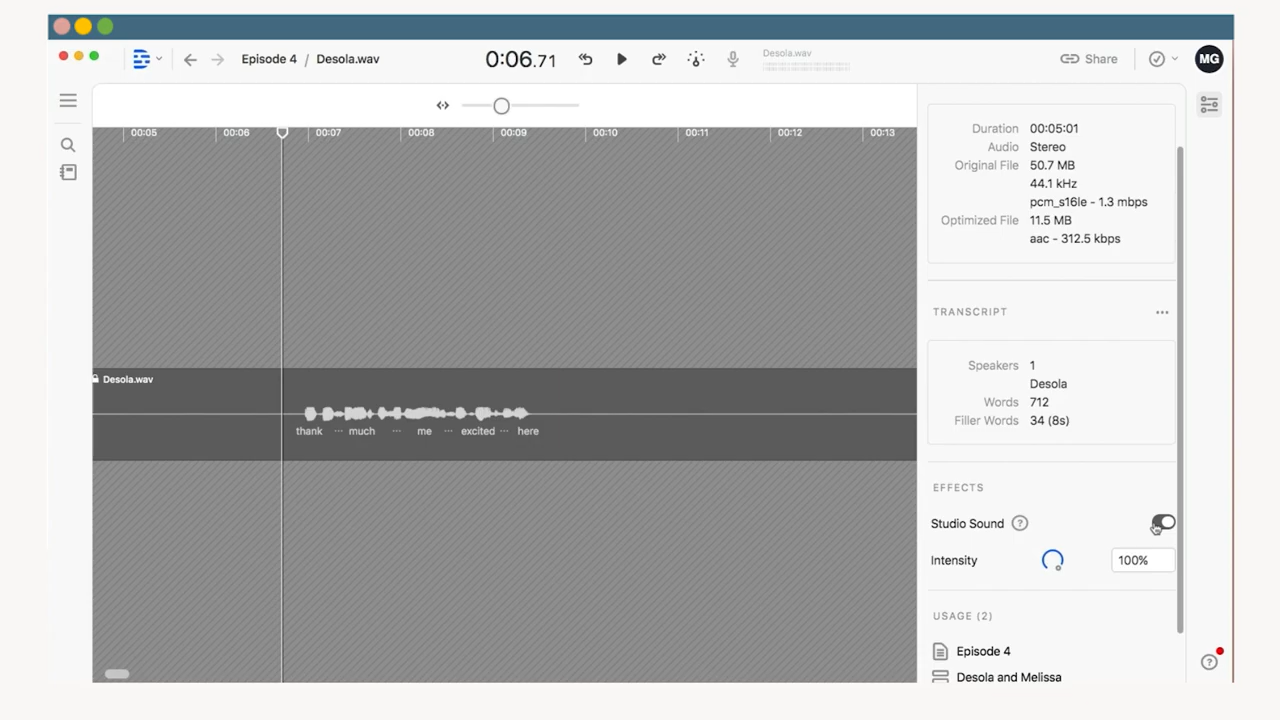 Episode 4 / Desola.wav
0:06.71
Desola.wav
Share
MG
00:05 00:06 00:07 00:08 00:09 00:10 00:11 00:12 00:13
Desola.wav
thank ··· much ··· me ··· excited ··· here
Duration 00:05:01
Audio Stereo
Original File 50.7 MB
44.1 kHz
pcm_s16le - 1.3 mbps
Optimized File 11.5 MB
aac - 312.5 kbps
TRANSCRIPT
Speakers 1
Desola
Words 712
Filler Words 34 (8s)
EFFECTS
Studio Sound ?
Intensity 100%
USAGE (2)
Episode 4
Desola and Melissa
?